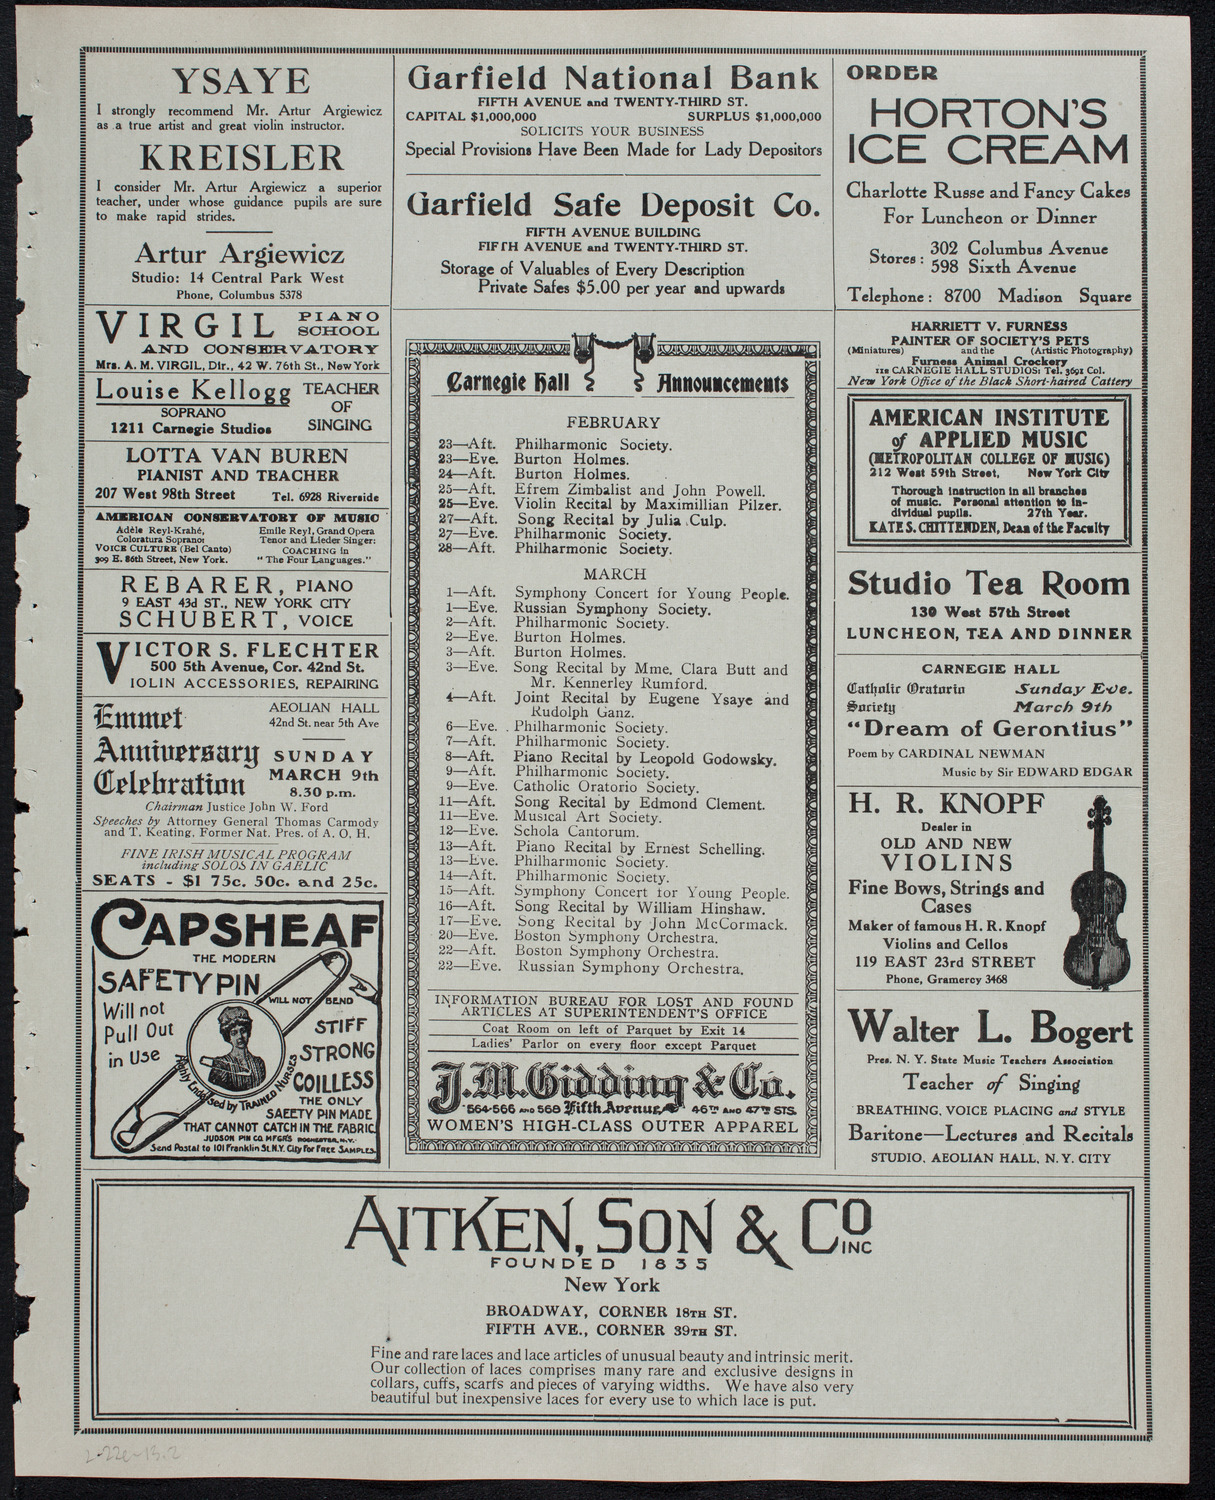 YSAYE
I strongly recommend Mr. Artur Argiewicz
as a true artist and great violin instructor.
KREISLER
I consider Mr. Artur Argiewicz a superior
teacher, under whose guidance pupils are sure
to make rapid strides.
Artur Argiewicz
Studio: 14 Central Park West
Phone, Columbus 5378
VIRGIL PIANO SCHOOL
AND CONSERVATORY
Mrs. A. M. VIRGIL, Dir., 42 W. 76th St., New York
Louise Kellogg TEACHER
SOPRANO OF
1211 Carnegie Studios SINGING
LOTTA VAN BUREN
PIANIST AND TEACHER
207 West 98th Street Tel. 6928 Riverside
AMERICAN CONSERVATORY OF MUSIC
Adèle Reyl-Krahé, Emile Reyl, Grand Opera
Coloratura Soprano: Tenor and Lieder Singer:
VOICE CULTURE (Bel Canto) COACHING in
309 E. 86th Street, New York. "The Four Languages."
REBARER, PIANO
9 EAST 43d ST., NEW YORK CITY
SCHUBERT, VOICE
VICTOR S. FLECHTER
500 5th Avenue, Cor. 42nd St.
VIOLIN ACCESSORIES, REPAIRING
Emmet AEOLIAN HALL
42nd St. near 5th Ave
Anniversary SUNDAY
Celebration MARCH 9th
8.30 p.m.
Chairman Justice John W. Ford
Speeches by Attorney General Thomas Carmody
and T. Keating, Former Nat. Pres. of A. O. H.
FINE IRISH MUSICAL PROGRAM
including SOLOS IN GAELIC
SEATS - $1 75c. 50c. and 25c.
CAPSHEAF
THE MODERN
SAFETY PIN
WILL NOT BEND
Will not
Pull Out
in Use
STIFF
STRONG
COILLESS
Highly Endorsed by TRAINED NURSES
THE ONLY
SAFETY PIN MADE
THAT CANNOT CATCH IN THE FABRIC.
JUDSON PIN CO. MFGRS ROCHESTER, N.Y.
Send Postal to 101 Franklin St. N.Y. City For FREE SAMPLES.
Garfield National Bank
FIFTH AVENUE and TWENTY-THIRD ST.
CAPITAL $1,000,000 SURPLUS $1,000,000
SOLICITS YOUR BUSINESS
Special Provisions Have Been Made for Lady Depositors
Garfield Safe Deposit Co.
FIFTH AVENUE BUILDING
FIFTH AVENUE and TWENTY-THIRD ST.
Storage of Valuables of Every Description
Private Safes $5.00 per year and upwards
Carnegie Hall Announcements
FEBRUARY
23—Aft. Philharmonic Society.
23—Eve. Burton Holmes.
24—Aft. Burton Holmes.
25—Aft. Efrem Zimbalist and John Powell.
25—Eve. Violin Recital by Maximillian Pilzer.
27—Aft. Song Recital by Julia Culp.
27—Eve. Philharmonic Society.
28—Aft. Philharmonic Society.
MARCH
1—Aft. Symphony Concert for Young People.
1—Eve. Russian Symphony Society.
2—Aft. Philharmonic Society.
2—Eve. Burton Holmes.
3—Aft. Burton Holmes.
3—Eve. Song Recital by Mme. Clara Butt and
Mr. Kennerley Rumford.
4—Aft. Joint Recital by Eugene Ysaye and
Rudolph Ganz.
6—Eve. Philharmonic Society.
7—Aft. Philharmonic Society.
8—Aft. Piano Recital by Leopold Godowsky.
9—Aft. Philharmonic Society.
9—Eve. Catholic Oratorio Society.
11—Aft. Song Recital by Edmond Clement.
11—Eve. Musical Art Society.
12—Eve. Schola Cantorum.
13—Aft. Piano Recital by Ernest Schelling.
13—Eve. Philharmonic Society.
14—Aft. Philharmonic Society.
15—Aft. Symphony Concert for Young People.
16—Aft. Song Recital by William Hinshaw.
17—Eve. Song Recital by John McCormack.
20—Eve. Boston Symphony Orchestra.
22—Aft. Boston Symphony Orchestra.
22—Eve. Russian Symphony Orchestra.
INFORMATION BUREAU FOR LOST AND FOUND
ARTICLES AT SUPERINTENDENT'S OFFICE
Coat Room on left of Parquet by Exit 14
Ladies' Parlor on every floor except Parquet
J. M. Gidding & Co.
564-566 AND 568 Fifth Avenue 46TH AND 47TH STS.
WOMEN'S HIGH-CLASS OUTER APPAREL
ORDER
HORTON'S
ICE CREAM
Charlotte Russe and Fancy Cakes
For Luncheon or Dinner
Stores: 302 Columbus Avenue
598 Sixth Avenue
Telephone: 8700 Madison Square
HARRIETT V. FURNESS
PAINTER OF SOCIETY'S PETS
(Miniatures) and the (Artistic Photography)
Furness Animal Crockery
112 CARNEGIE HALL STUDIOS; Tel. 3691 Col.
New York Office of the Black Short-haired Cattery
AMERICAN INSTITUTE
of APPLIED MUSIC
(METROPOLITAN COLLEGE OF MUSIC)
212 West 59th Street, New York City
Thorough instruction in all branches
of music. Personal attention to in-
dividual pupils. 27th Year.
KATE S. CHITTENDEN, Dean of the Faculty
Studio Tea Room
130 West 57th Street
LUNCHEON, TEA AND DINNER
CARNEGIE HALL
Catholic Oratorio Sunday Eve.
Society March 9th
"Dream of Gerontius"
Poem by CARDINAL NEWMAN
Music by Sir EDWARD EDGAR
H. R. KNOPF
Dealer in
OLD AND NEW
VIOLINS
Fine Bows, Strings and
Cases
Maker of famous H. R. Knopf
Violins and Cellos
119 EAST 23rd STREET
Phone, Gramercy 3468
Walter L. Bogert
Pres. N. Y. State Music Teachers Association
Teacher of Singing
BREATHING, VOICE PLACING and STYLE
Baritone—Lectures and Recitals
STUDIO, AEOLIAN HALL, N. Y. CITY
AITKEN, SON & CO INC
FOUNDED 1835
New York
BROADWAY, CORNER 18TH ST.
FIFTH AVE., CORNER 39TH ST.
Fine and rare laces and lace articles of unusual beauty and intrinsic merit.
Our collection of laces comprises many rare and exclusive designs in
collars, cuffs, scarfs and pieces of varying widths. We have also very
beautiful but inexpensive laces for every use to which lace is put.
2-22e-13.2